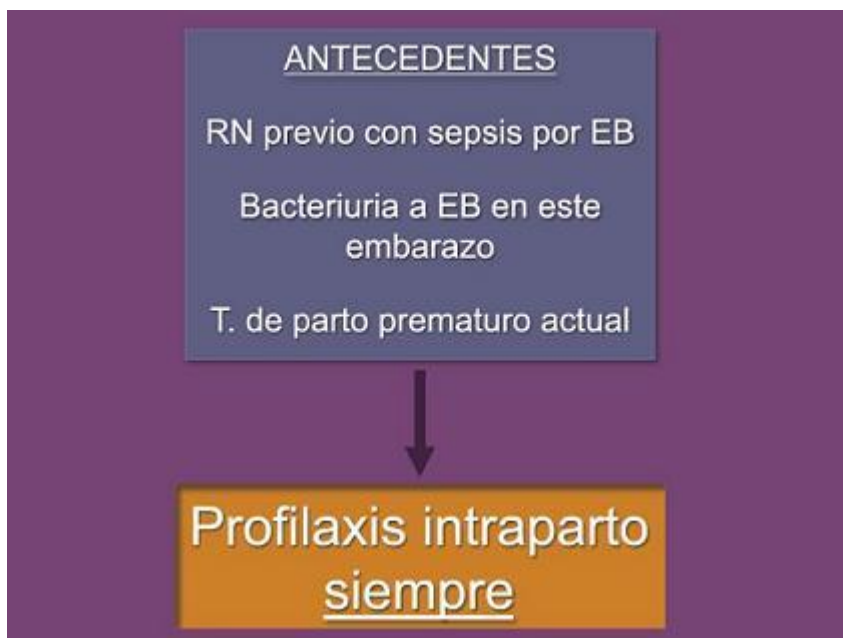 ANTECEDENTES
RN previo con sepsis por EB
Bacteriuria a EB en este
embarazo
T. de parto prematuro actual
Profilaxis intraparto
siempre